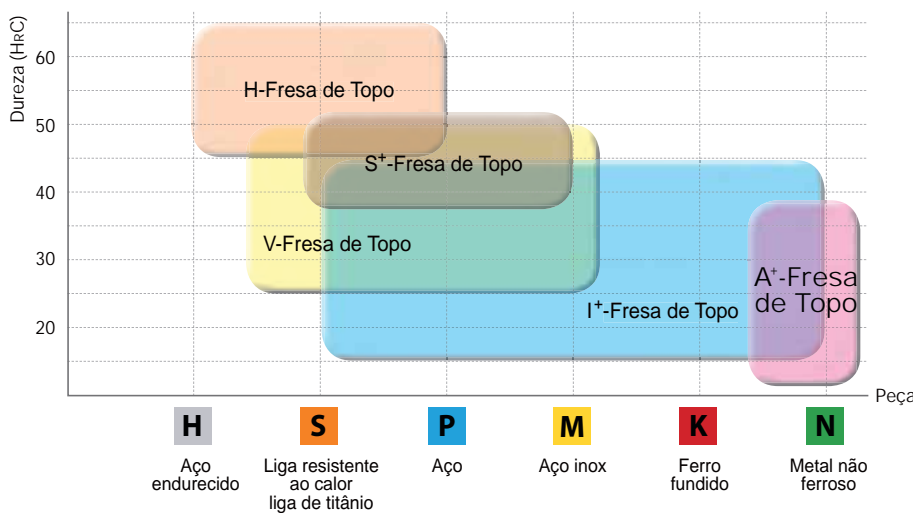 Dureza (HRC)
60
50
40
30
20
H-Fresa de Topo
S+-Fresa de Topo
V-Fresa de Topo
I+-Fresa de Topo
A+-Fresa
de Topo
Peça
H
S
P
M
K
N
Aço
endurecido
Liga resistente
ao calor
liga de titânio
Aço
Aço inox
Ferro
fundido
Metal não
ferroso